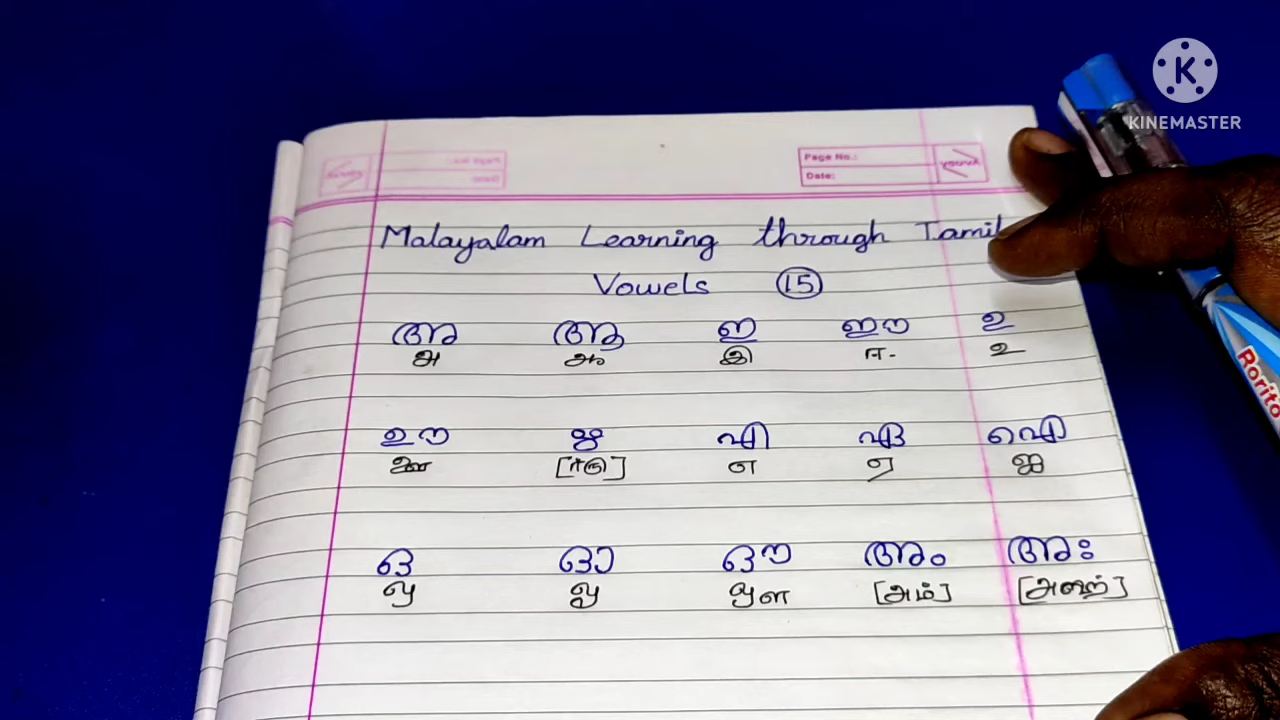 KINEMASTER
Page No.:
Date:
Malayalam Learning through Tamil
Vowels 15
അ ആ ഇ ഈ ഉ
அ ஆ இ ஈ உ
ഊ ഋ എ ഏ ഐ
ஊ [ரு] எ ஏ ஐ
ഒ ഓ ഔ അം അഃ
ஒ ஓ ஔ [அம்] [அஹ்]
Rorito